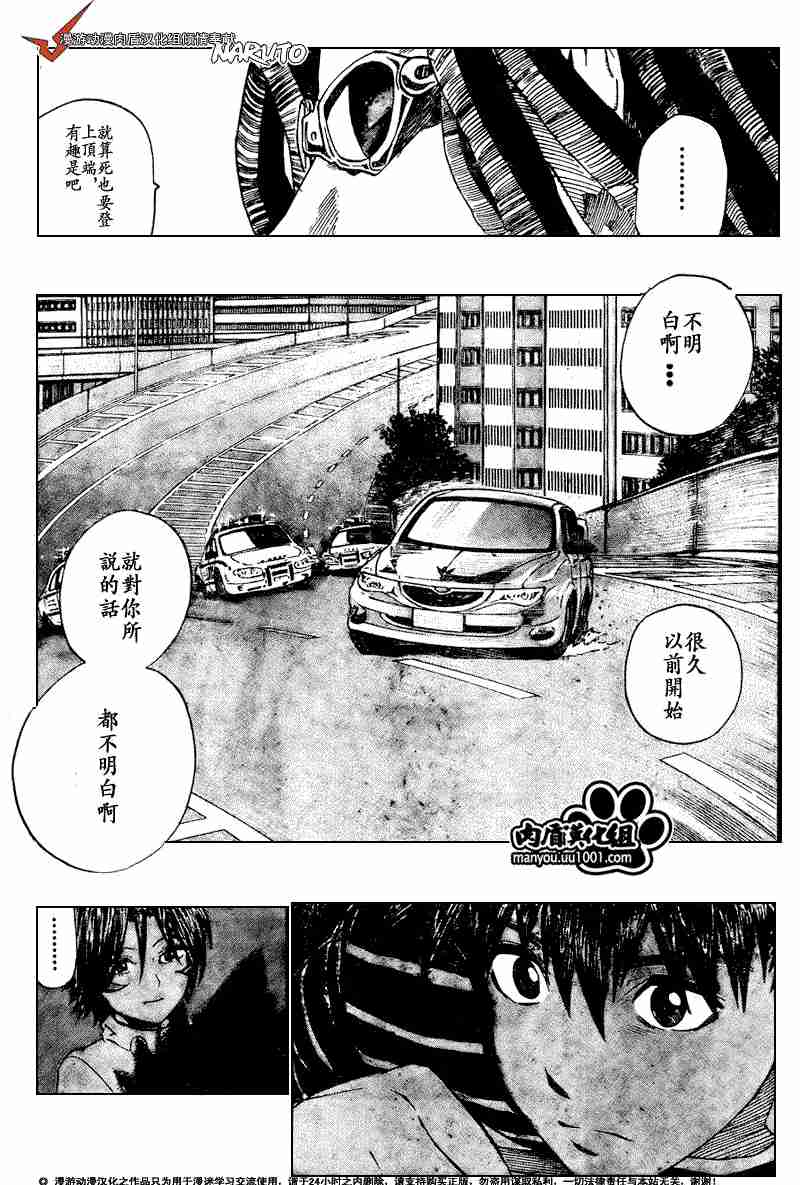 漫游动漫肉盾汉化组倾情奉献
NARUTO
………
就算死也要登
上頂端,
有趣是吧
不明
白啊…
很久
以前開始
就對你所
說的話
都不明白啊
肉盾漢化组
manyou.uu1001.com
………
漫游动漫汉化之作品只为用于漫迷学习交流使用,请于24小时之内删除,请支持购买正版,勿盗用谋取私利,一切法律责任与本站无关,谢谢!